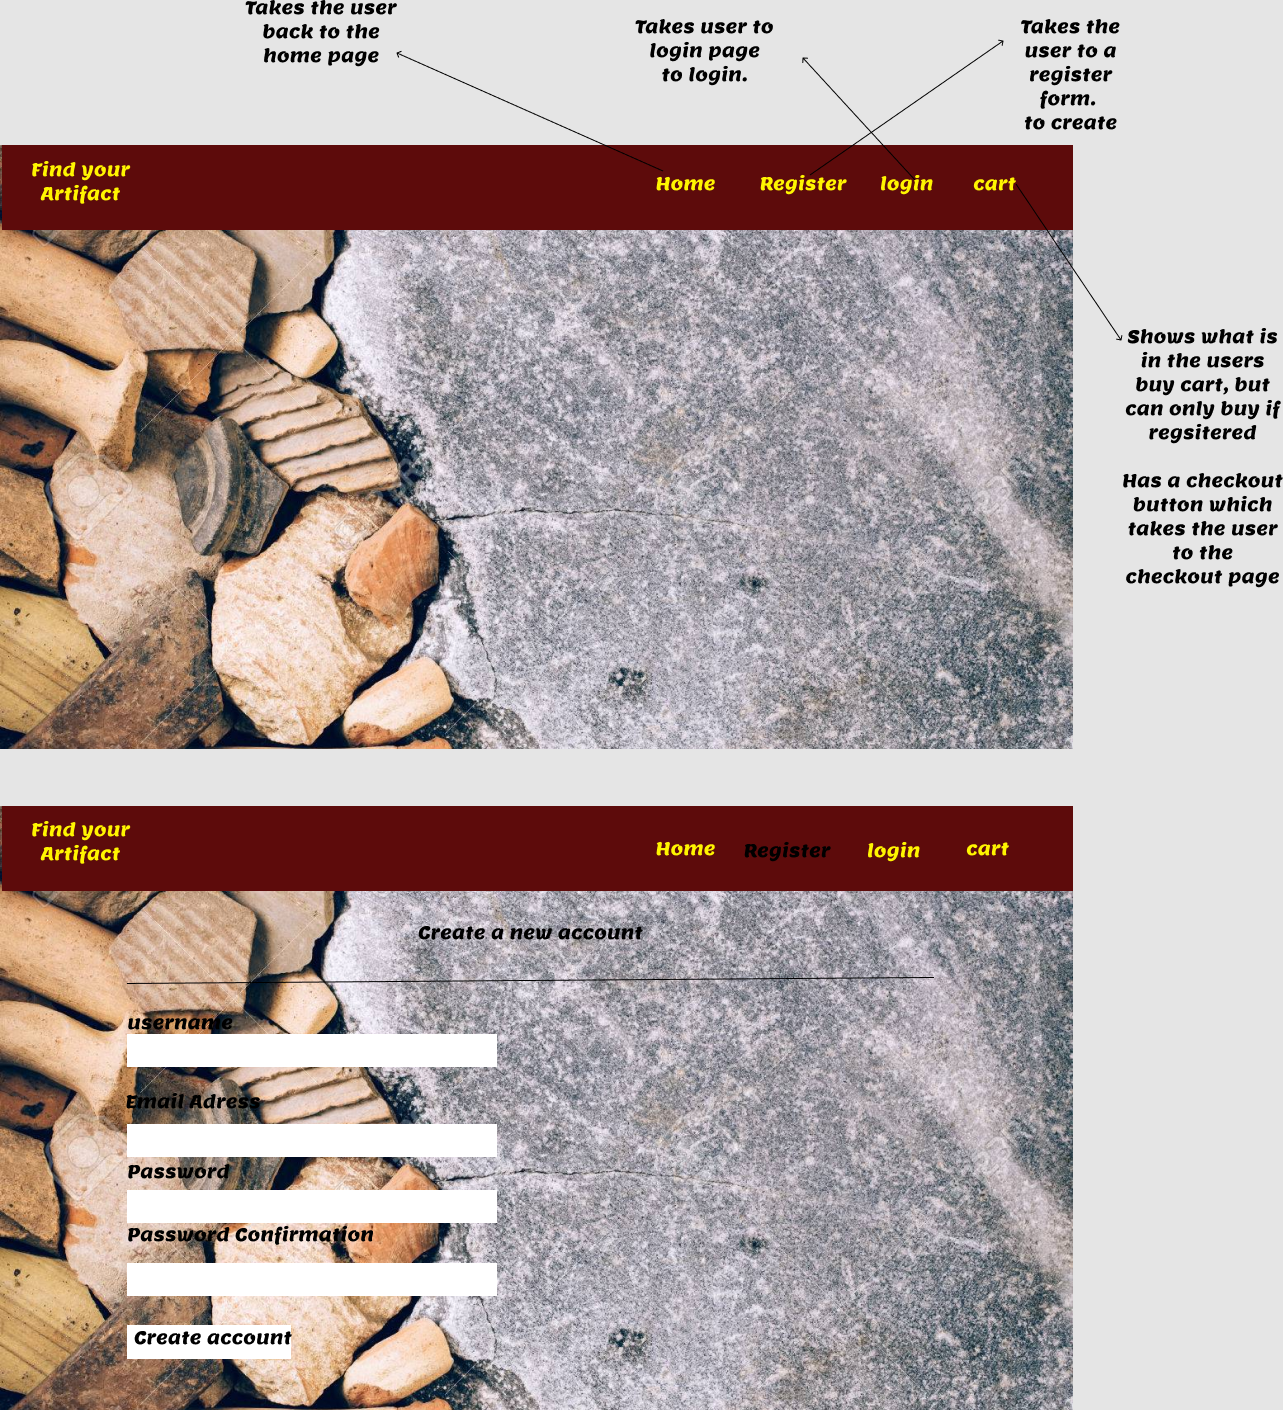 Takes the user
back to the
home page
Takes user to
login page
to login.
Takes the
user to a
register
form.
to create
Find your
Artifact
Home
Register
login
cart
Shows what is
in the users
buy cart, but
can only buy if
regsitered
Has a checkout
button which
takes the user
to the
checkout page
Find your
Artifact
Home
Register
login
cart
Create a new account
username
Email Adress
Password
Password Confirmation
Create account